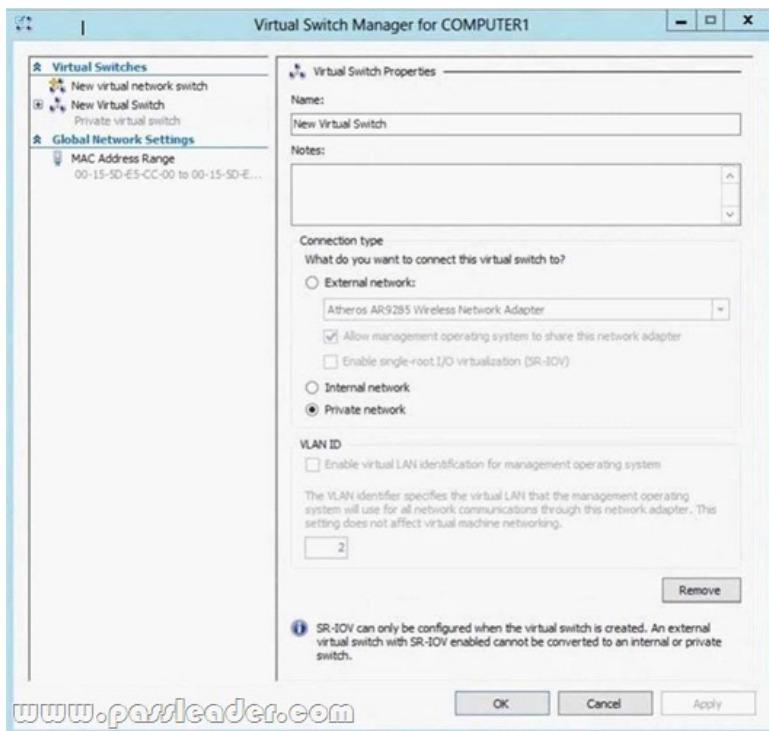 Virtual Switch Manager for COMPUTER1
Virtual Switches
New virtual network switch
New Virtual Switch
Private virtual switch
Global Network Settings
MAC Address Range
00-15-5D-E5-CC-00 to 00-15-5D-E...
Virtual Switch Properties
Name:
New Virtual Switch
Notes:
Connection type
What do you want to connect this virtual switch to?
External network:
Atheros AR9285 Wireless Network Adapter
Allow management operating system to share this network adapter
Enable single-root I/O virtualization (SR-IOV)
Internal network
Private network
VLAN ID
Enable virtual LAN identification for management operating system
The VLAN identifier specifies the virtual LAN that the management operating
system will use for all network communications through this network adapter. This
setting does not affect virtual machine networking.
2
Remove
SR-IOV can only be configured when the virtual switch is created. An external
virtual switch with SR-IOV enabled cannot be converted to an internal or private
switch.
OK Cancel Apply
www.passleader.com